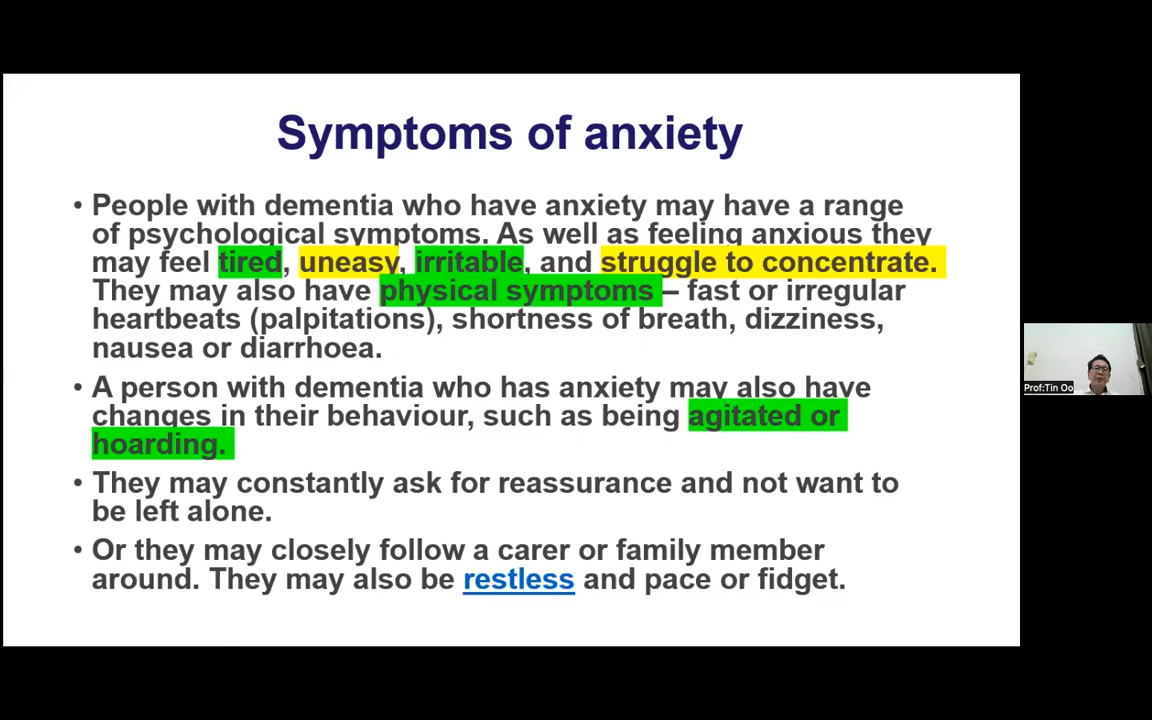 Symptoms of anxiety
• People with dementia who have anxiety may have a range
of psychological symptoms. As well as feeling anxious they
may feel tired, uneasy, irritable, and struggle to concentrate.
They may also have physical symptoms – fast or irregular
heartbeats (palpitations), shortness of breath, dizziness,
nausea or diarrhoea.
• A person with dementia who has anxiety may also have
changes in their behaviour, such as being agitated or
hoarding.
• They may constantly ask for reassurance and not want to
be left alone.
• Or they may closely follow a carer or family member
around. They may also be restless and pace or fidget.
Prof:Tin Oo